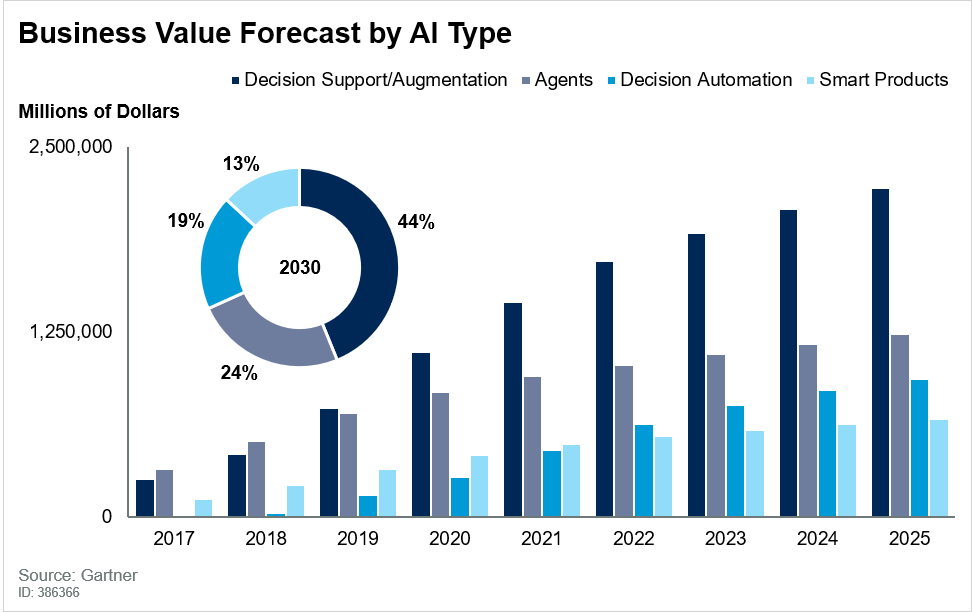 Business Value Forecast by AI Type
Decision Support/Augmentation Agents Decision Automation Smart Products
Millions of Dollars
2,500,000
1,250,000
0
13%
44%
19%
2030
24%
2017 2018 2019 2020 2021 2022 2023 2024 2025
Source: Gartner
ID: 386366